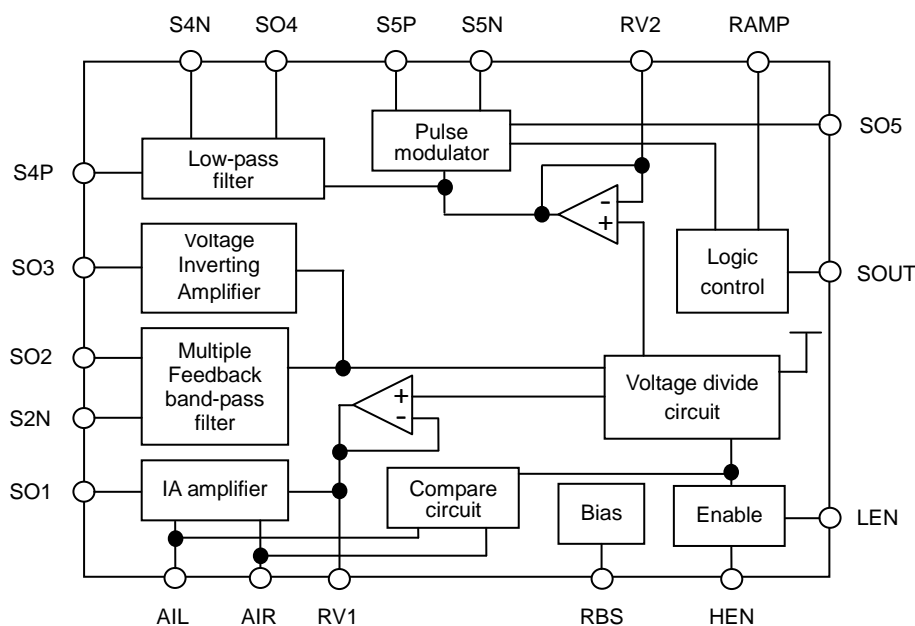 S4N SO4 S5P S5N RV2 RAMP
SO5
Pulse
modulator
Low-pass
filter
S4P
-
+
Voltage
Inverting
Amplifier
SO3
Logic
control
SOUT
SO2
Multiple
Feedback
band-pass
filter
S2N
Voltage divide
circuit
+
-
SO1
IA amplifier
Compare
circuit
Bias
Enable
LEN
AIL AIR RV1 RBS HEN